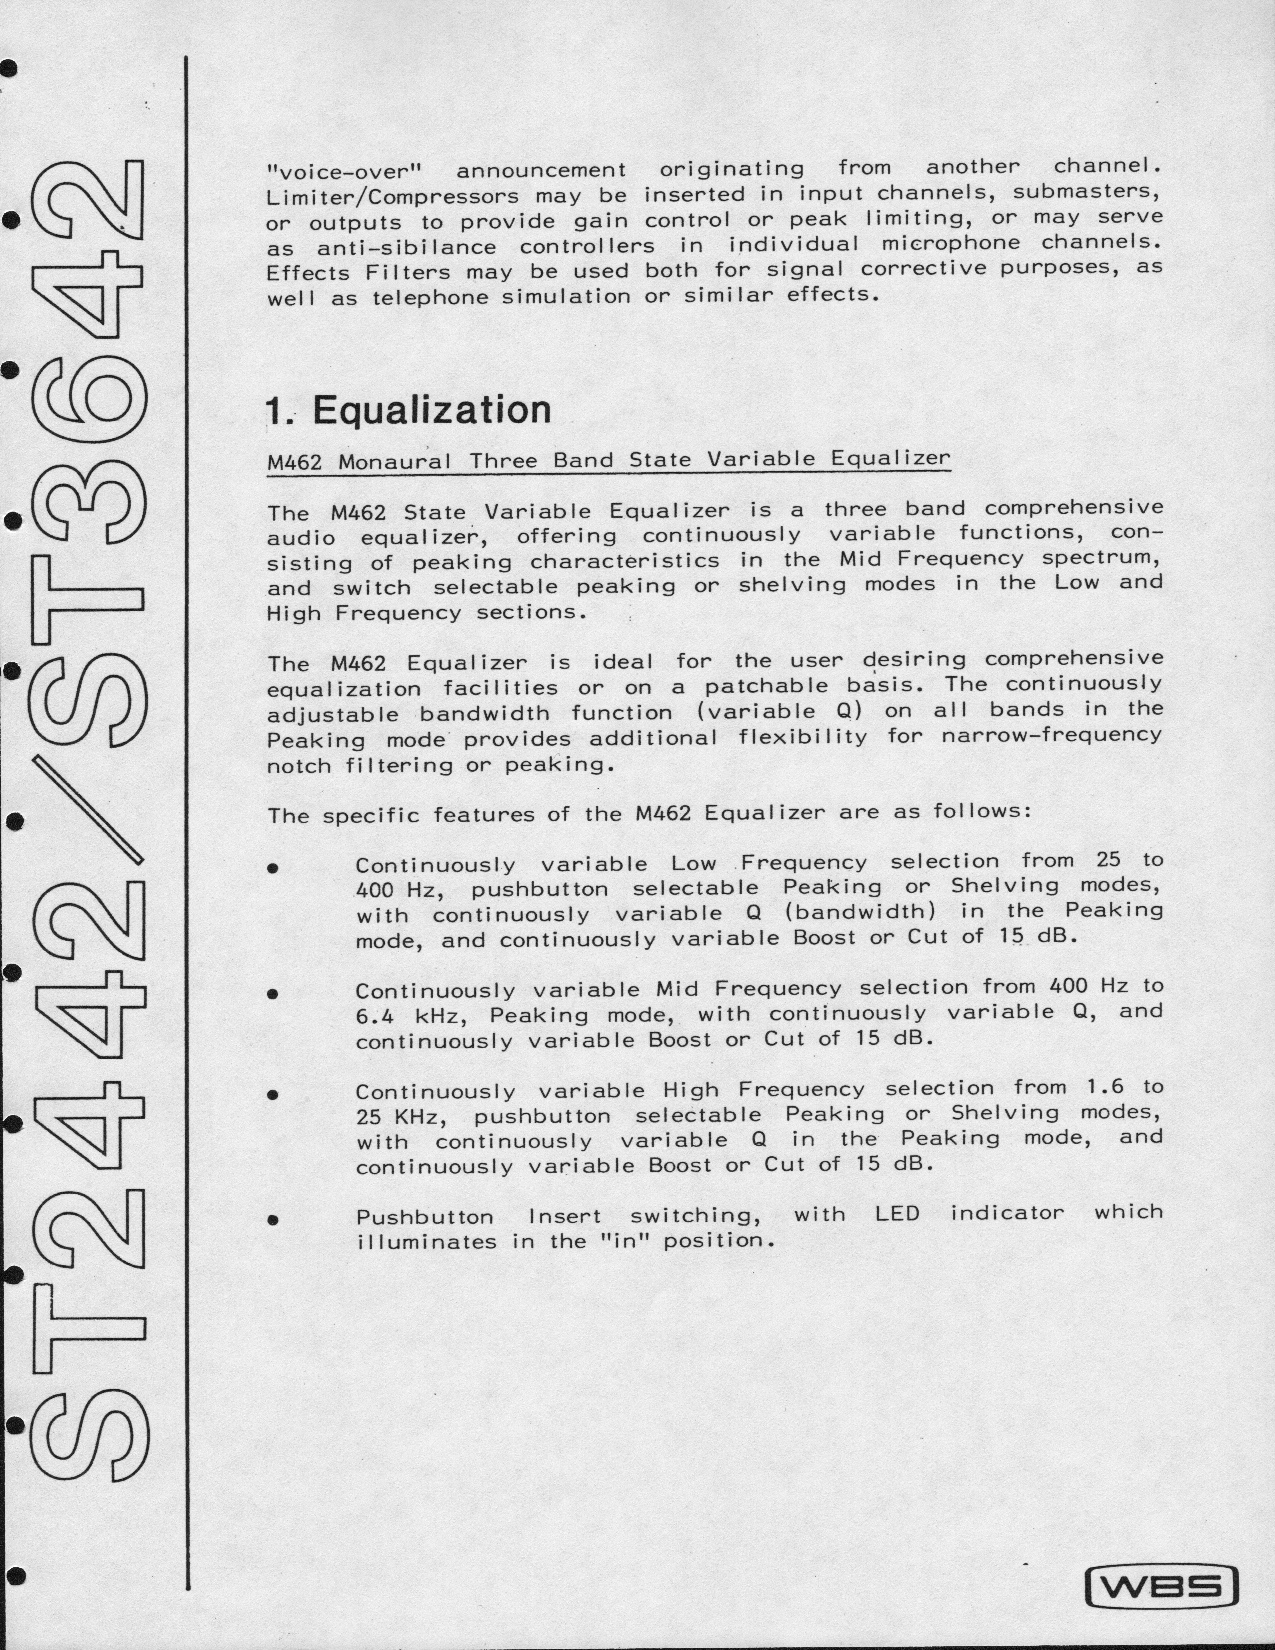 ST2442/ST3642
"voice-over" announcement originating from another channel.
Limiter/Compressors may be inserted in input channels, submasters,
or outputs to provide gain control or peak limiting, or may serve
as anti-sibilance controllers in individual microphone channels.
Effects Filters may be used both for signal corrective purposes, as
well as telephone simulation or similar effects.
1. Equalization
M462 Monaural Three Band State Variable Equalizer
The M462 State Variable Equalizer is a three band comprehensive
audio equalizer, offering continuously variable functions, con-
sisting of peaking characteristics in the Mid Frequency spectrum,
and switch selectable peaking or shelving modes in the Low and
High Frequency sections.
The M462 Equalizer is ideal for the user desiring comprehensive
equalization facilities or on a patchable basis. The continuously
adjustable bandwidth function (variable Q) on all bands in the
Peaking mode provides additional flexibility for narrow-frequency
notch filtering or peaking.
The specific features of the M462 Equalizer are as follows:
• Continuously variable Low Frequency selection from 25 to
400 Hz, pushbutton selectable Peaking or Shelving modes,
with continuously variable Q (bandwidth) in the Peaking
mode, and continuously variable Boost or Cut of 15 dB.
• Continuously variable Mid Frequency selection from 400 Hz to
6.4 kHz, Peaking mode, with continuously variable Q, and
continuously variable Boost or Cut of 15 dB.
• Continuously variable High Frequency selection from 1.6 to
25 KHz, pushbutton selectable Peaking or Shelving modes,
with continuously variable Q in the Peaking mode, and
continuously variable Boost or Cut of 15 dB.
• Pushbutton Insert switching, with LED indicator which
illuminates in the "in" position.
WBS